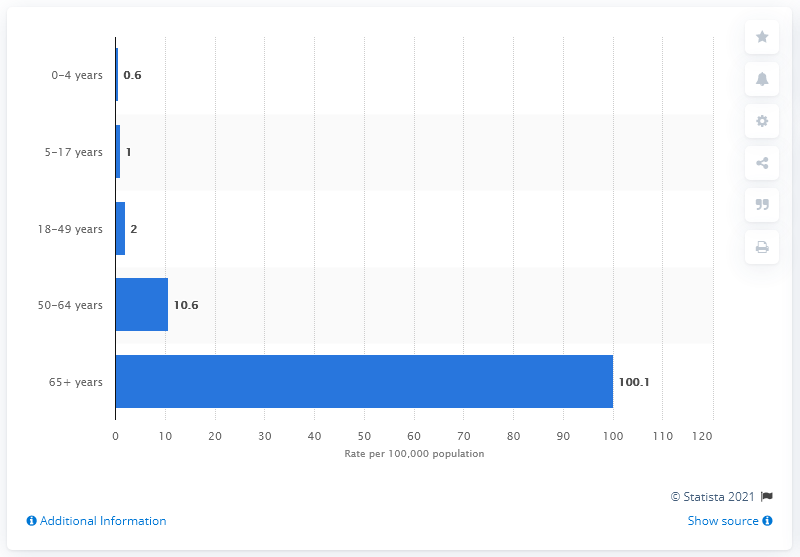 0–4 years 0.6
5–17 years 1
18–49 years 2
50–64 years 10.6
65+ years 100.1
0 10 20 30 40 50 60 70 80 90 100 110 120
Rate per 100,000 population
© Statista 2021
Additional Information Show source